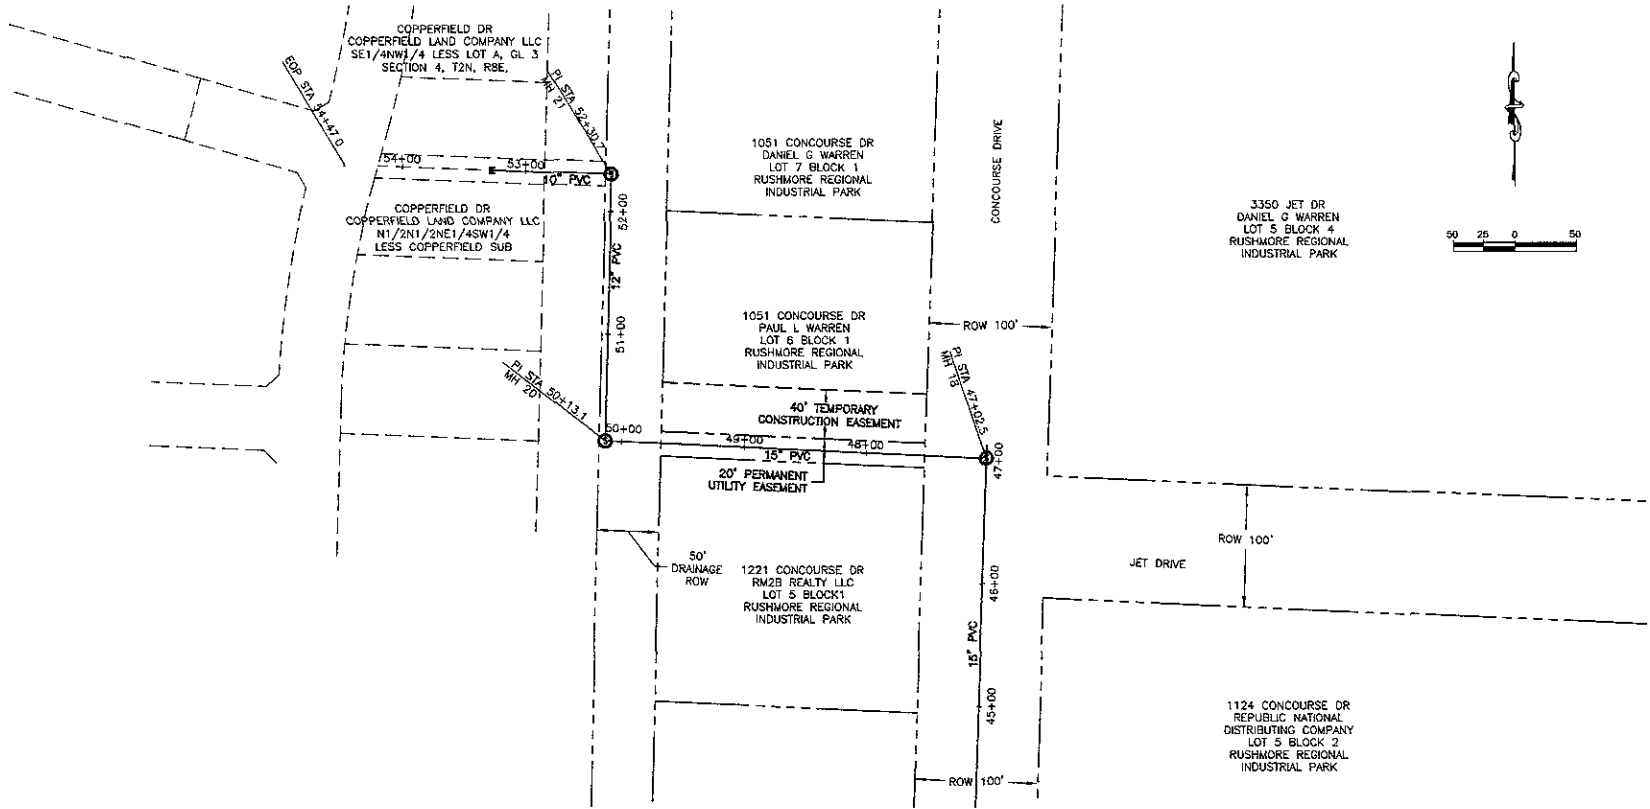 COPPERFIELD DR
COPPERFIELD LAND COMPANY LLC
SE1/4NW1/4 LESS LOT A, GL 3
SECTION 4, T2N, R8E,
EOP STA 54+47.0
PI STA 52+30.7
MH 21
54+00
53+00
10" PVC
52+00
12" PVC
51+00
COPPERFIELD DR
COPPERFIELD LAND COMPANY LLC
N1/2N1/2NE1/4SW1/4
LESS COPPERFIELD SUB
1051 CONCOURSE DR
DANIEL G WARREN
LOT 7 BLOCK 1
RUSHMORE REGIONAL
INDUSTRIAL PARK
CONCOURSE DRIVE
3350 JET DR
DANIEL G WARREN
LOT 5 BLOCK 4
RUSHMORE REGIONAL
INDUSTRIAL PARK
50 25 0 50
1051 CONCOURSE DR
PAUL L WARREN
LOT 6 BLOCK 1
RUSHMORE REGIONAL
INDUSTRIAL PARK
ROW 100'
PI STA 47+02.5
MH 18
PI STA 50+13.1
MH 20
40' TEMPORARY
CONSTRUCTION EASEMENT
50+00
49+00
48+00
47+00
15" PVC
20' PERMANENT
UTILITY EASEMENT
50'
DRAINAGE
ROW
1221 CONCOURSE DR
RM2B REALTY LLC
LOT 5 BLOCK1
RUSHMORE REGIONAL
INDUSTRIAL PARK
46+00
15" PVC
45+00
ROW 100'
JET DRIVE
ROW 100'
1124 CONCOURSE DR
REPUBLIC NATIONAL
DISTRIBUTING COMPANY
LOT 5 BLOCK 2
RUSHMORE REGIONAL
INDUSTRIAL PARK